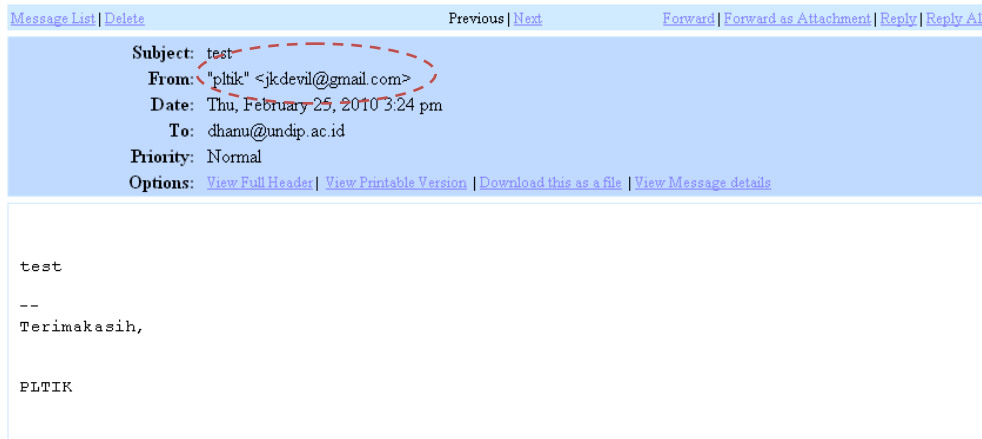 Message List | Delete Previous | Next Forward | Forward as Attachment | Reply | Reply Al
Subject: test
From: "pltik" <jkdevil@gmail.com>
Date: Thu, February 25, 2010 3:24 pm
To: dhanu@undip.ac.id
Priority: Normal
Options: View Full Header | View Printable Version | Download this as a file | View Message details
test
--
Terimakasih,
PLTIK